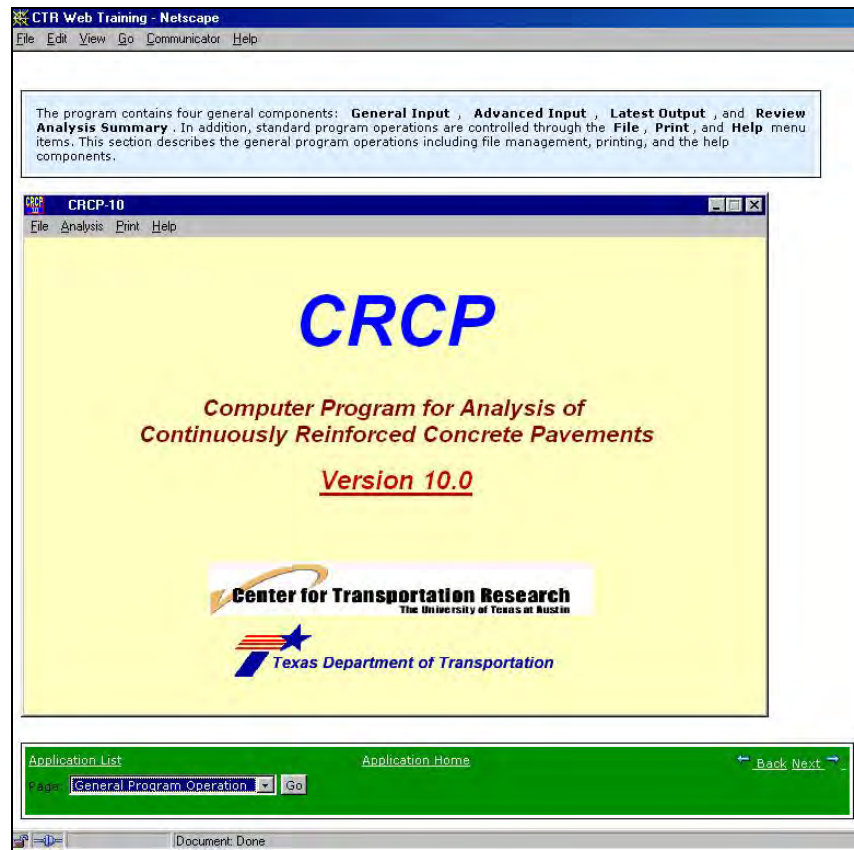 CTR Web Training - Netscape
File Edit View Go Communicator Help
The program contains four general components: General Input , Advanced Input , Latest Output , and Review
Analysis Summary . In addition, standard program operations are controlled through the File , Print , and Help menu
items. This section describes the general program operations including file management, printing, and the help
components.
CRCP 10 CRCP-10
File Analysis Print Help
CRCP
Computer Program for Analysis of
Continuously Reinforced Concrete Pavements
Version 10.0
Center for Transportation Research
The University of Texas at Austin
Texas Department of Transportation
Application List Application Home Back Next
Page: General Program Operation Go
Document: Done